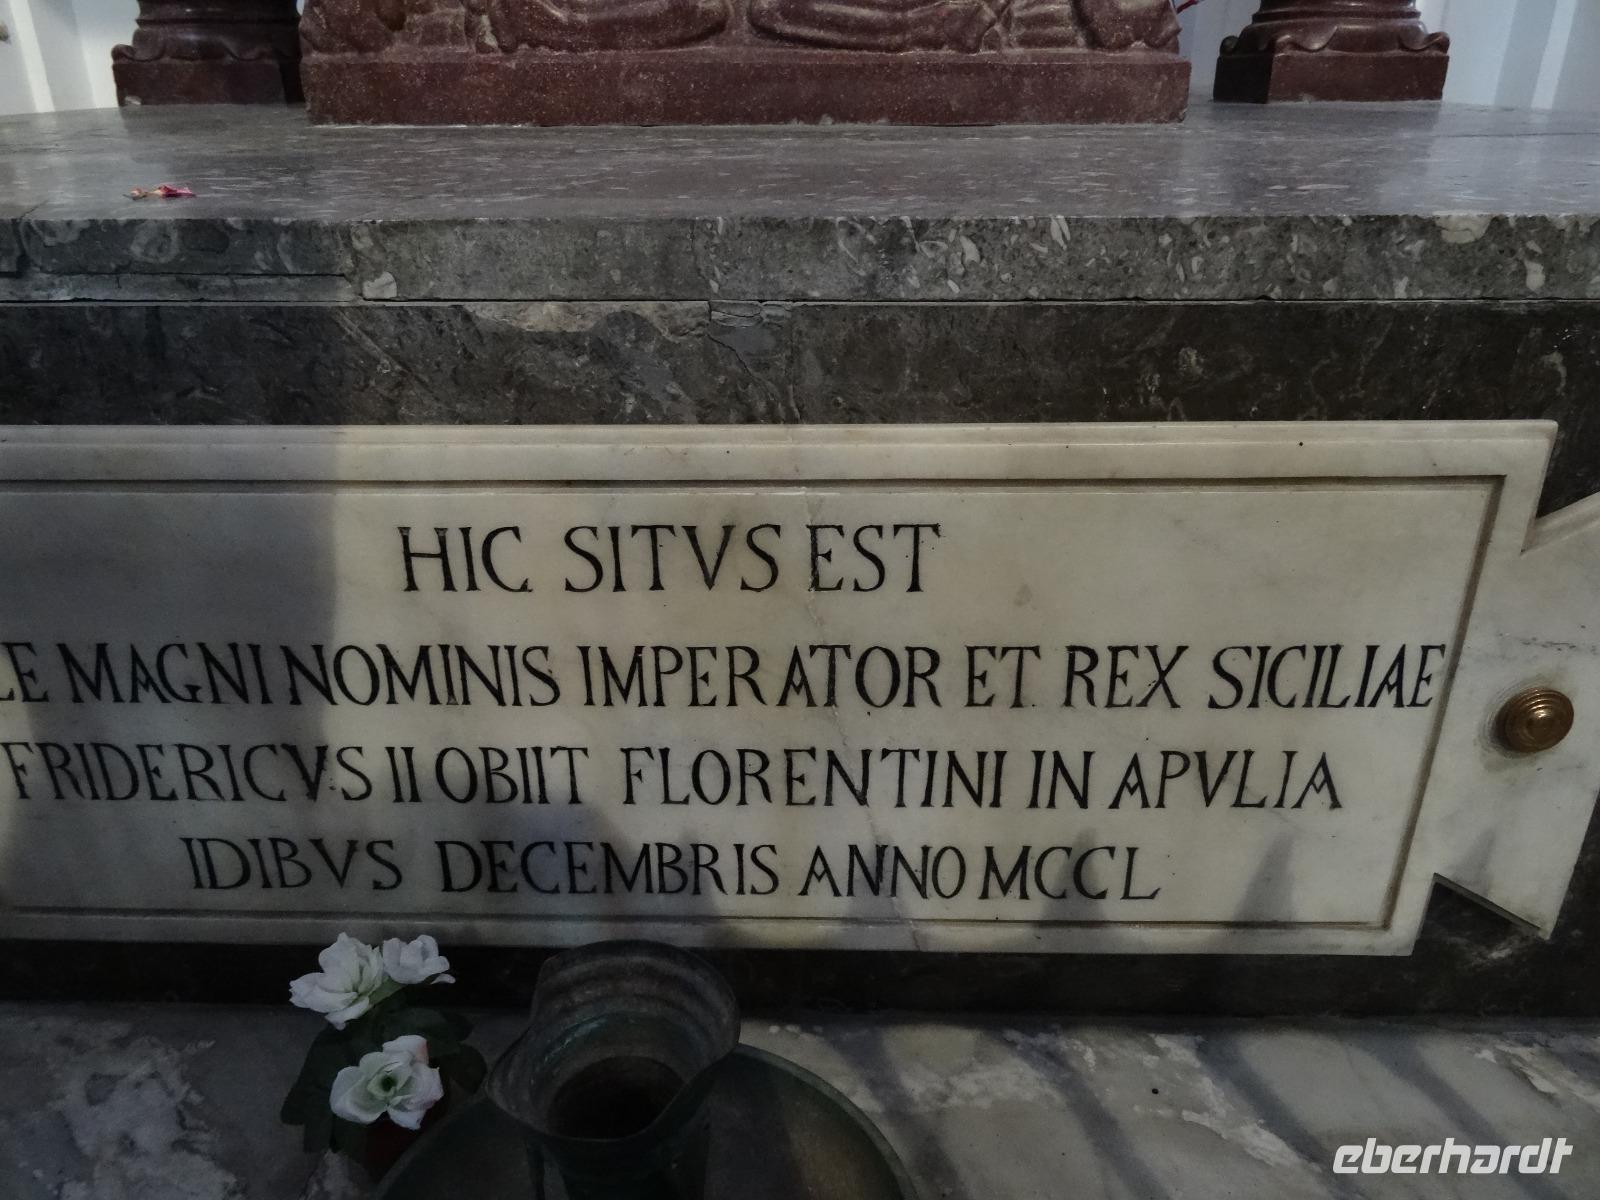 HIC SITVS EST
LE MAGNI NOMINIS IMPERATOR ET REX SICILIAE
FRIDERICVS II OBIIT FLORENTINI IN APVLIA
IDIBVS DECEMBRIS ANNO MCCL
eberhardt